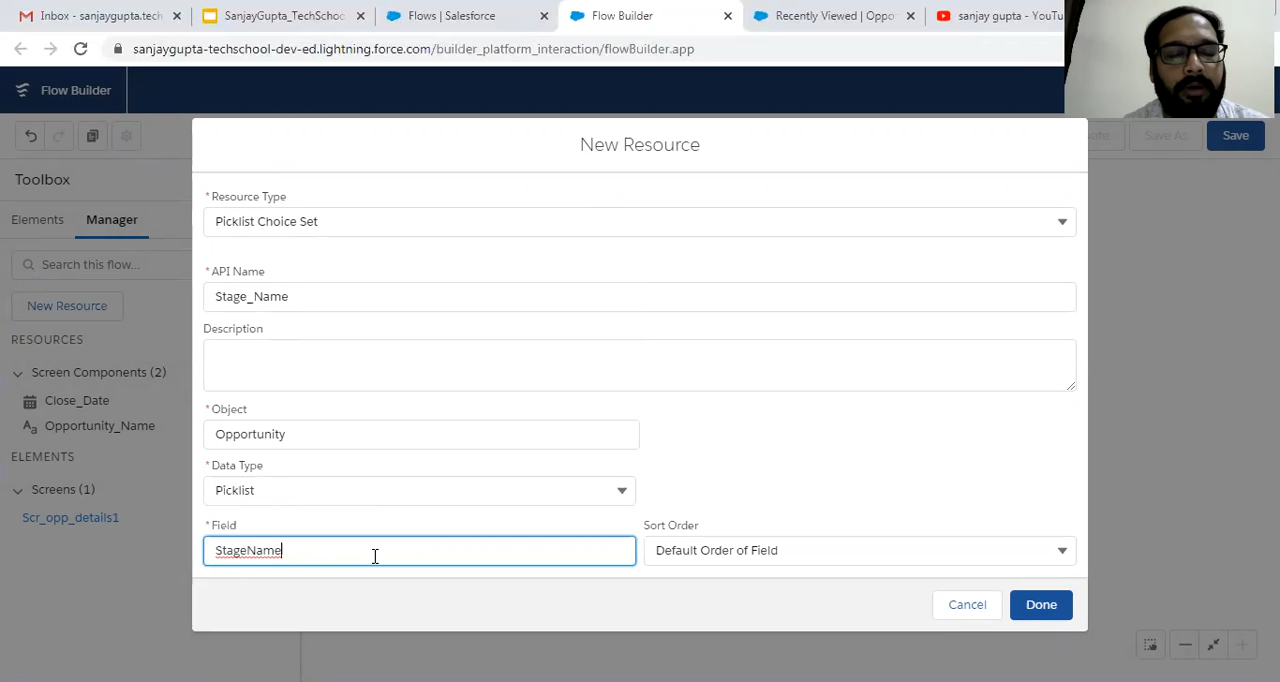 Inbox - sanjaygupta.tech
SanjayGupta_TechSchoo
Flows | Salesforce
Flow Builder
Recently Viewed | Oppo
sanjay gupta - YouTu
sanjaygupta-techschool-dev-ed.lightning.force.com/builder_platform_interaction/flowBuilder.app
Flow Builder
Save As
Save
New Resource
Toolbox
Elements
Manager
Search this flow...
New Resource
RESOURCES
Screen Components (2)
Close_Date
Opportunity_Name
ELEMENTS
Screens (1)
Scr_opp_details1
* Resource Type
Picklist Choice Set
* API Name
Stage_Name
Description
* Object
Opportunity
* Data Type
Picklist
* Field
Sort Order
StageName
Default Order of Field
Cancel
Done